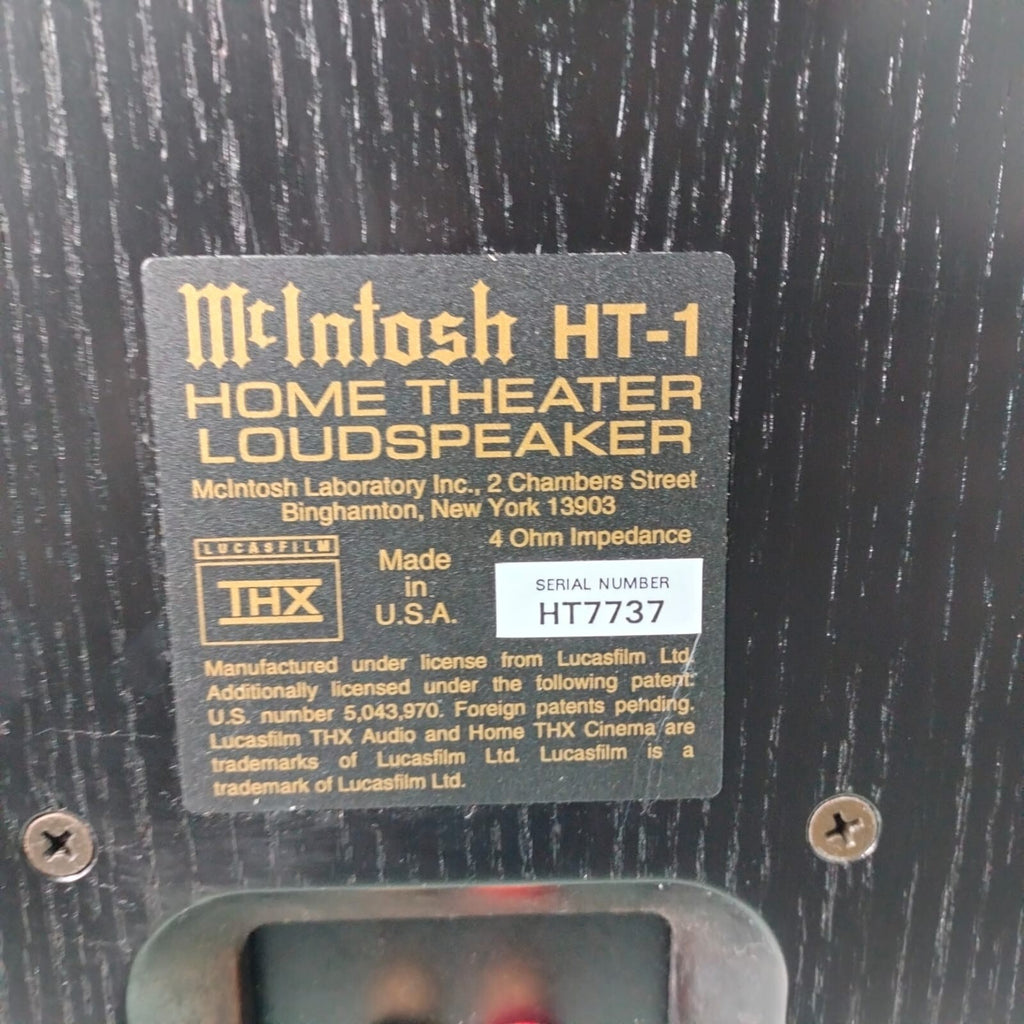 McIntosh HT-1
HOME THEATER
LOUDSPEAKER
McIntosh Laboratory Inc., 2 Chambers Street
Binghamton, New York 13903
4 Ohm Impedance
LUCASFILM
THX
Made
in
U.S.A.
SERIAL NUMBER
HT7737
Manufactured under license from Lucasfilm Ltd.
Additionally licensed under the following patent:
U.S. number 5,043,970. Foreign patents pending.
Lucasfilm THX Audio and Home THX Cinema are
trademarks of Lucasfilm Ltd. Lucasfilm is a
trademark of Lucasfilm Ltd.